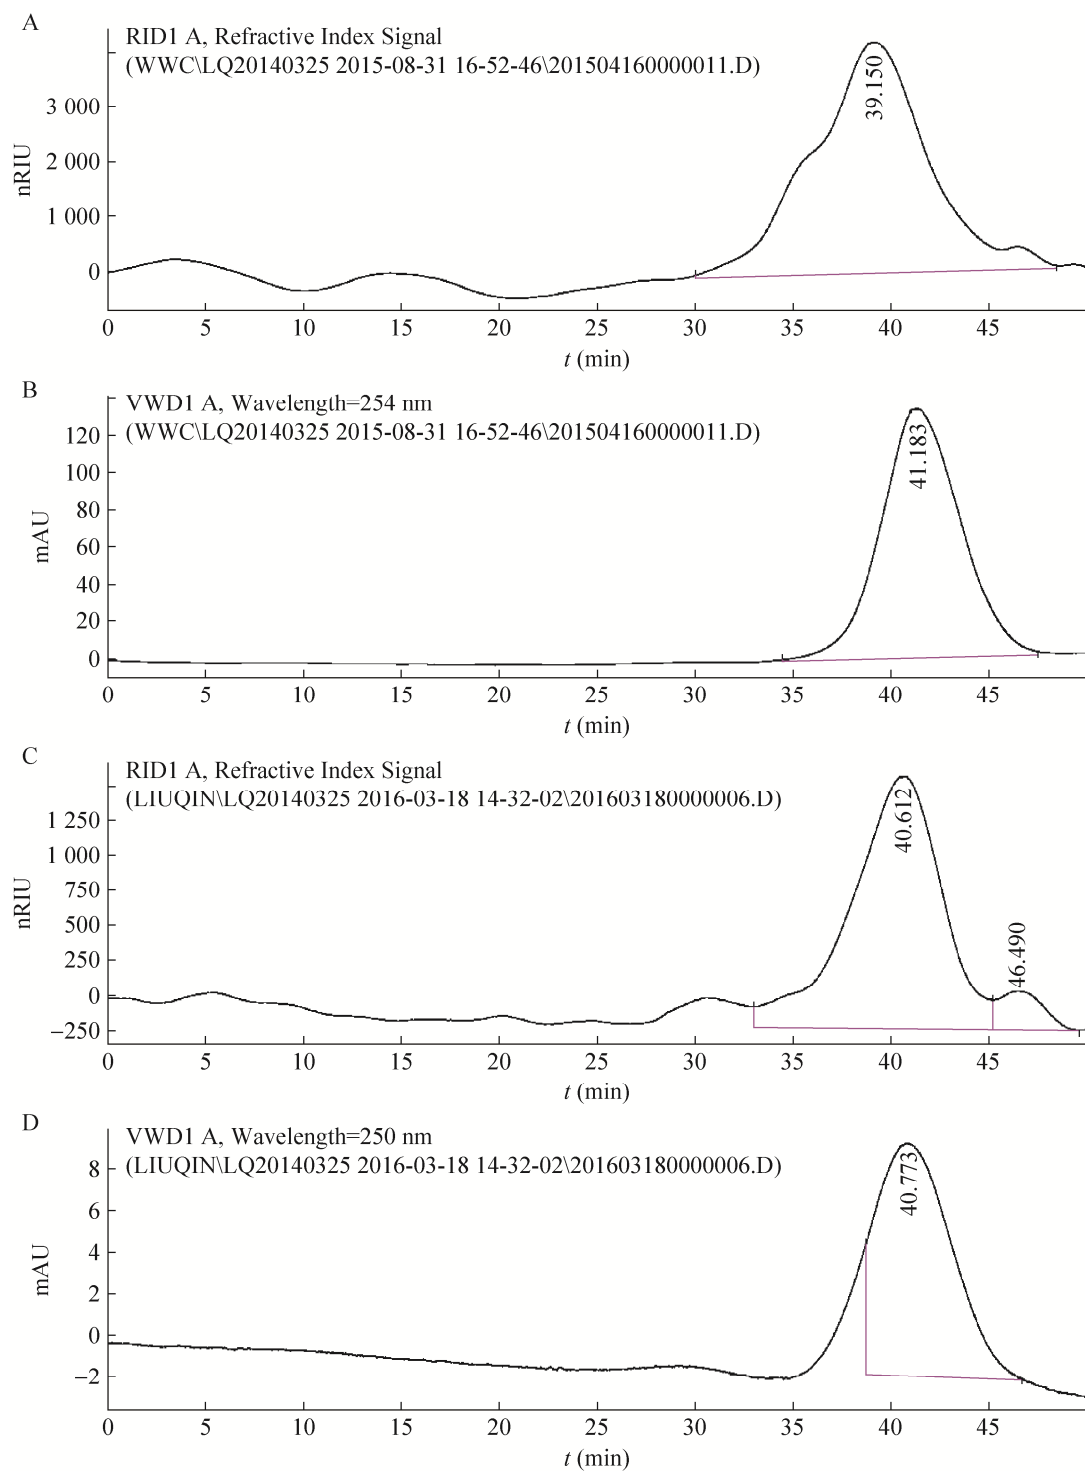 A
RID1 A, Refractive Index Signal
(WWC\LQ20140325 2015-08-31 16-52-46\201504160000011.D)
39.150
3 000
2 000
1 000
0
nRIU
0 5 10 15 20 25 30 35 40 45
t (min)
B
VWD1 A, Wavelength=254 nm
(WWC\LQ20140325 2015-08-31 16-52-46\201504160000011.D)
41.183
120
100
80
60
40
20
0
mAU
0 5 10 15 20 25 30 35 40 45
t (min)
C
RID1 A, Refractive Index Signal
(LIUQIN\LQ20140325 2016-03-18 14-32-02\201603180000006.D)
40.612
46.490
1 250
1 000
750
500
250
0
−250
nRIU
0 5 10 15 20 25 30 35 40 45
t (min)
D
VWD1 A, Wavelength=250 nm
(LIUQIN\LQ20140325 2016-03-18 14-32-02\201603180000006.D)
40.773
8
6
4
2
0
−2
mAU
0 5 10 15 20 25 30 35 40 45
t (min)